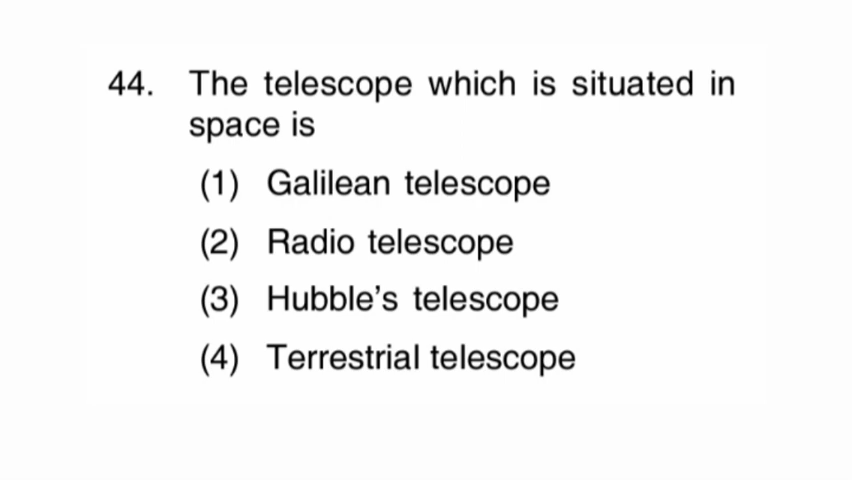 44. The telescope which is situated in
space is
(1) Galilean telescope
(2) Radio telescope
(3) Hubble's telescope
(4) Terrestrial telescope